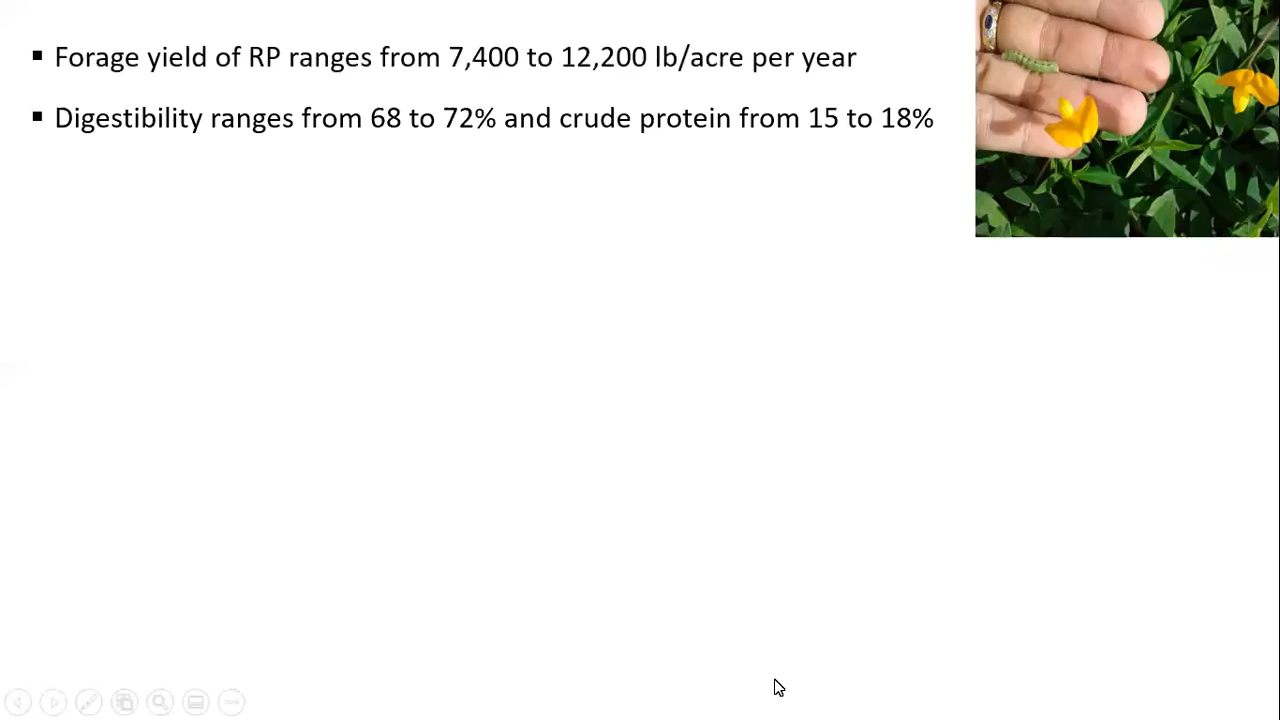 ▪ Forage yield of RP ranges from 7,400 to 12,200 lb/acre per year
▪ Digestibility ranges from 68 to 72% and crude protein from 15 to 18%